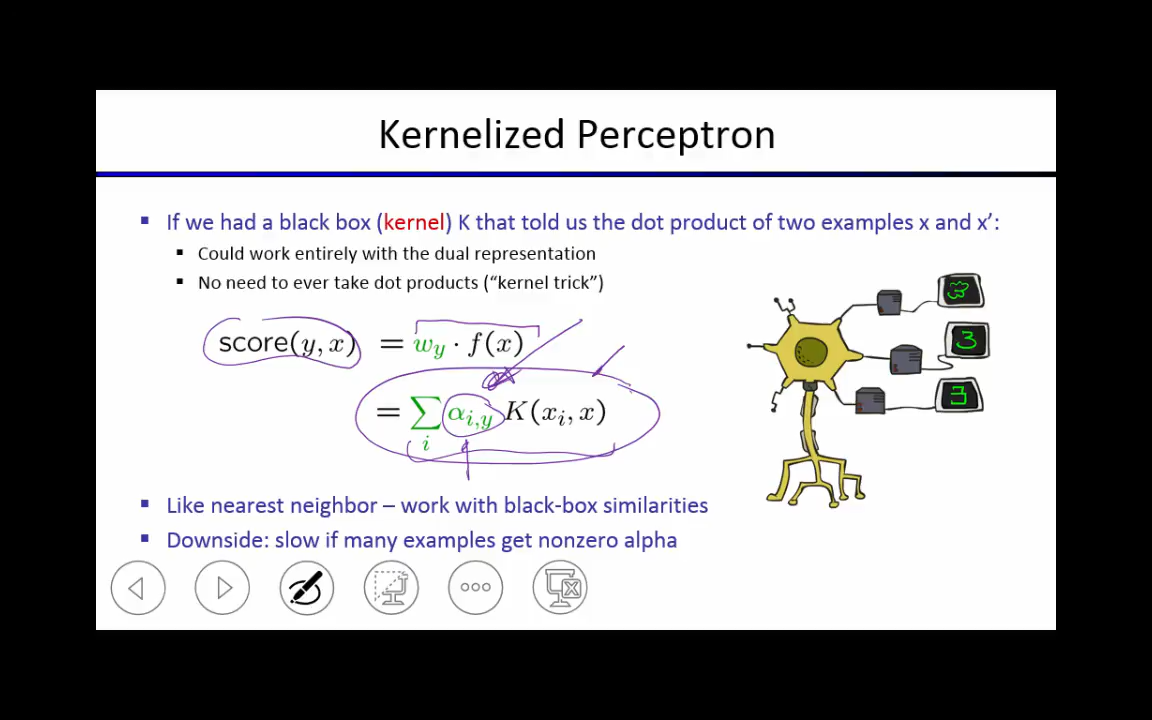 Kernelized Perceptron
▪ If we had a black box (kernel) K that told us the dot product of two examples x and x’:
▪ Could work entirely with the dual representation
▪ No need to ever take dot products (“kernel trick”)
score(y, x) = w_y · f(x)
= ∑_i α_{i,y} K(x_i, x)
▪ Like nearest neighbor – work with black-box similarities
▪ Downside: slow if many examples get nonzero alpha
3
3